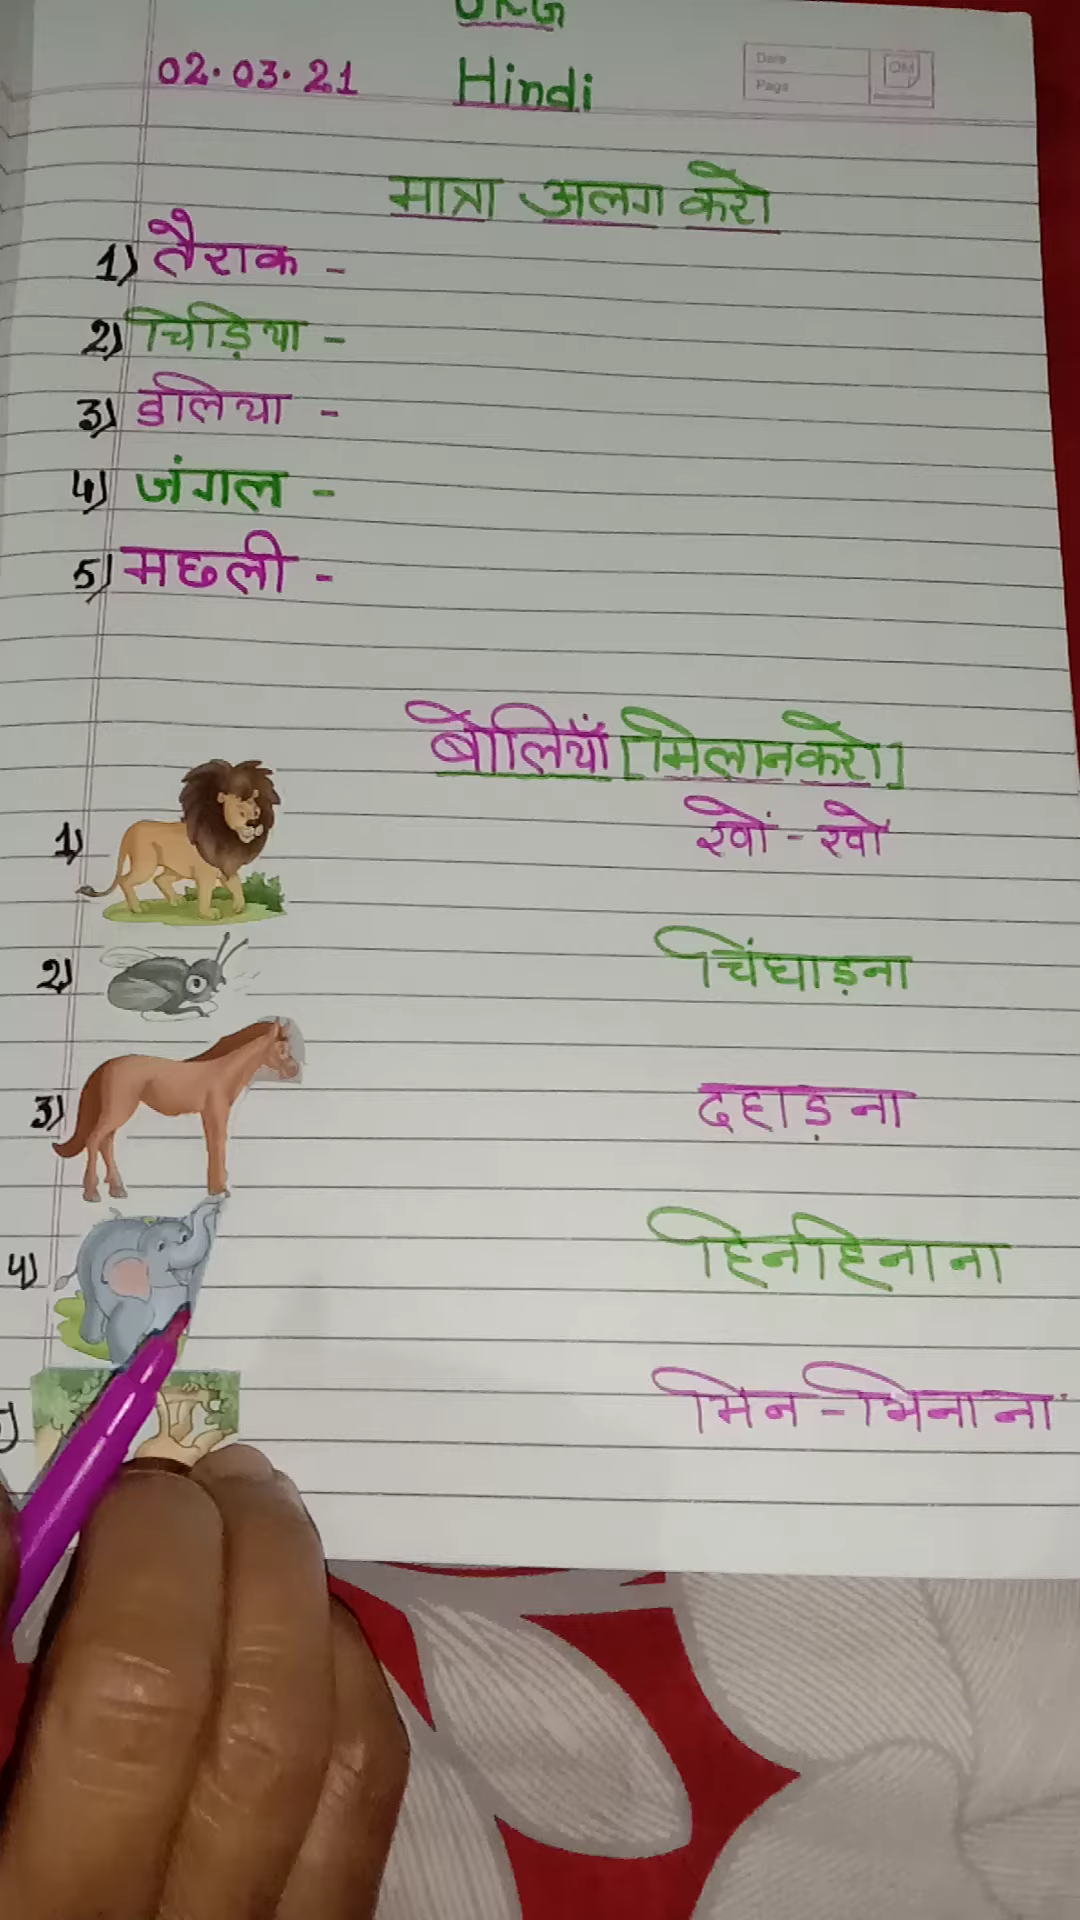 UKG
02.03.21 Hindi
Date
Page
मात्रा अलग करो
1) तैराक -
2) चिड़िया -
3) डलिया -
4) जंगल -
5) मछली -
बोलियाँ [मिलान करो]
1) खों - खों
2) चिंघाड़ना
3) दहाड़ना
4) हिनहिनाना
भिन - भिनाना